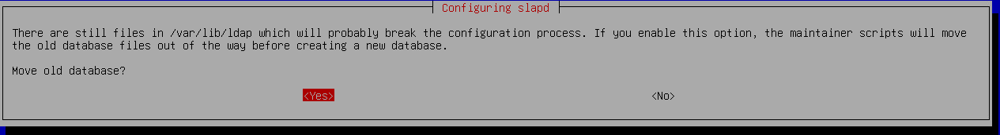 Configuring slapd
There are still files in /var/lib/ldap which will probably break the configuration process. If you enable this option, the maintainer scripts will move
the old database files out of the way before creating a new database.
Move old database?
<Yes> <No>